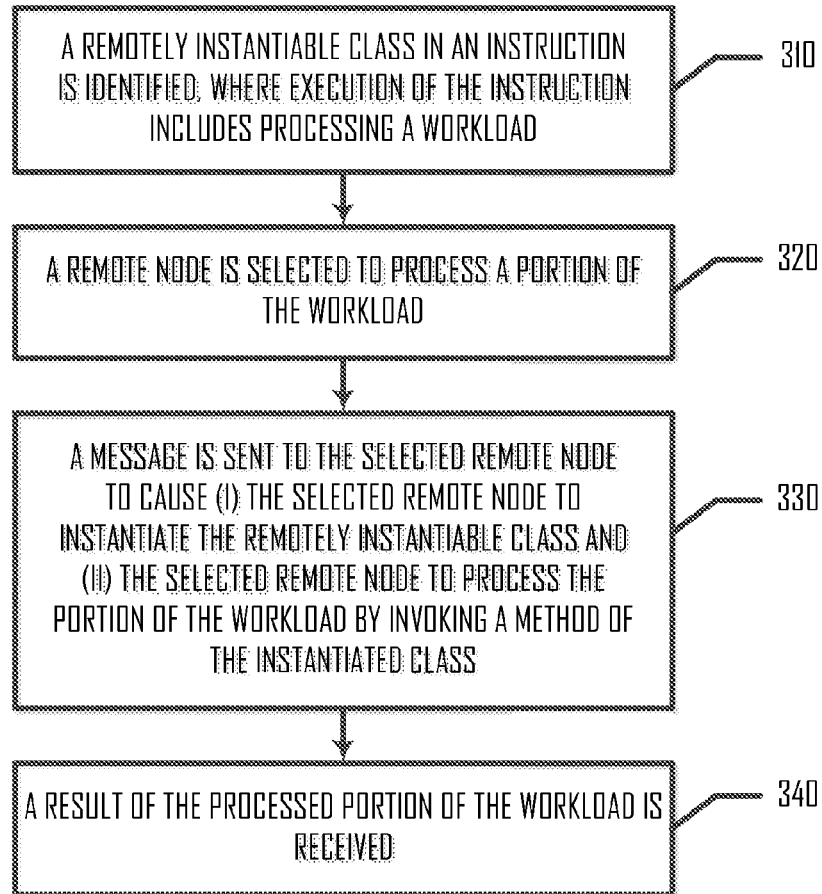 A REMOTELY INSTANTIABLE CLASS IN AN INSTRUCTION
IS IDENTIFIED, WHERE EXECUTION OF THE INSTRUCTION
INCLUDES PROCESSING A WORKLOAD
310
A REMOTE NODE IS SELECTED TO PROCESS A PORTION OF
THE WORKLOAD
320
A MESSAGE IS SENT TO THE SELECTED REMOTE NODE
TO CAUSE (I) THE SELECTED REMOTE NODE TO
INSTANTIATE THE REMOTELY INSTANTIABLE CLASS AND
(II) THE SELECTED REMOTE NODE TO PROCESS THE
PORTION OF THE WORKLOAD BY INVOKING A METHOD OF
THE INSTANTIATED CLASS
330
A RESULT OF THE PROCESSED PORTION OF THE WORKLOAD IS
RECEIVED
340